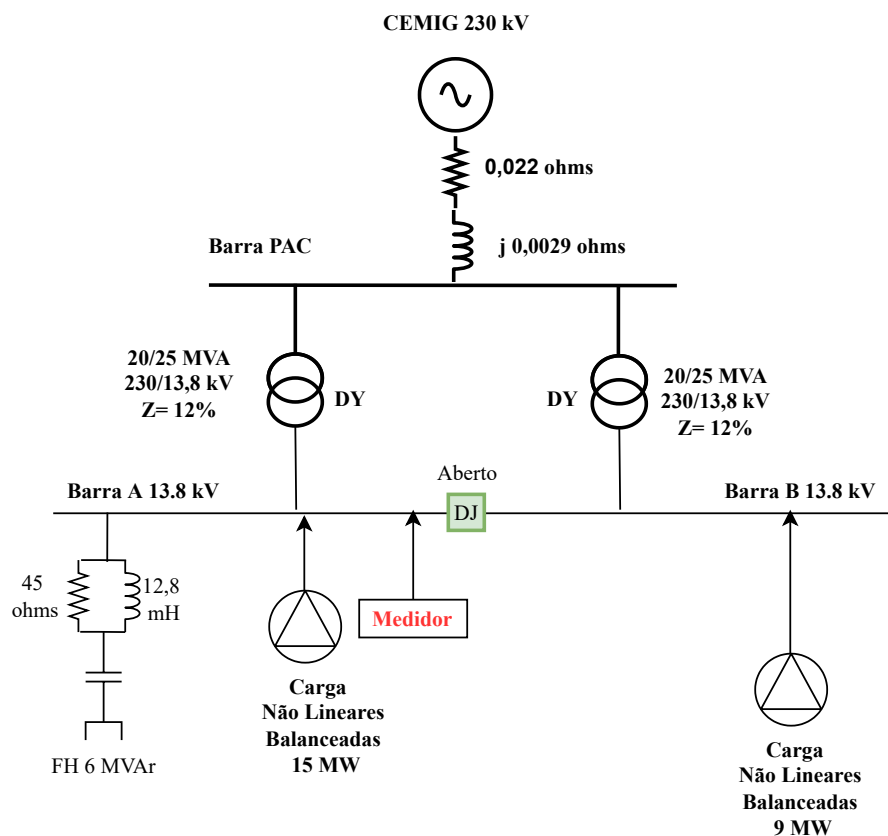 CEMIG 230 kV
0,022 ohms
j 0,0029 ohms
Barra PAC
20/25 MVA
230/13,8 kV
Z= 12%
DY
DY
20/25 MVA
230/13,8 kV
Z= 12%
Barra A 13.8 kV
Aberto
DJ
Barra B 13.8 kV
45
ohms
12,8
mH
Medidor
Carga
Não Lineares
Balanceadas
15 MW
FH 6 MVAr
Carga
Não Lineares
Balanceadas
9 MW